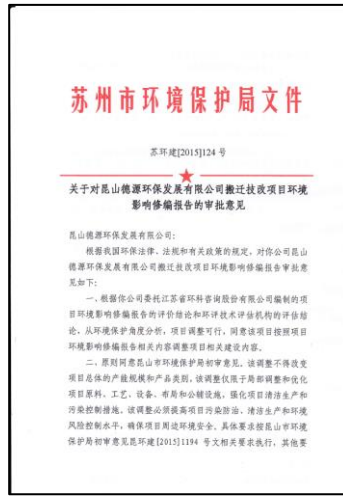 苏州市环境保护局文件
苏环建[2015]124 号
关于对昆山德源环保发展有限公司搬迁技改项目环境
影响修编报告的审批意见
昆山德源环保发展有限公司:
根据我国环保法律、法规和有关政策的规定,对你公司昆山
德源环保发展有限公司搬迁技改项目环境影响修编报告审批意
见如下:
一、根据你公司委托江苏省环科咨询股份有限公司编制的项
目环境影响修编报告的评价结论和环评技术评估机构的评估结
论,从环境保护角度分析,项目调整可行,同意该项目按照项目
环境影响修编报告相关内容调整项目相关建设内容。
二、原则同意昆山市环境保护局初审意见。该调整不得改变
项目总体的产能规模和产品类别,该调整仅限于局部调整和优化
项目原料、工艺、设备、布局和公辅设施,强化项目清洁生产和
污染控制措施。该调整必须提高项目污染防治、清洁生产和环境
风险控制水平,确保项目周边环境安全。具体要求按昆山市环境
保护局初审意见昆环建[2015]1194 号文相关要求执行,其他要